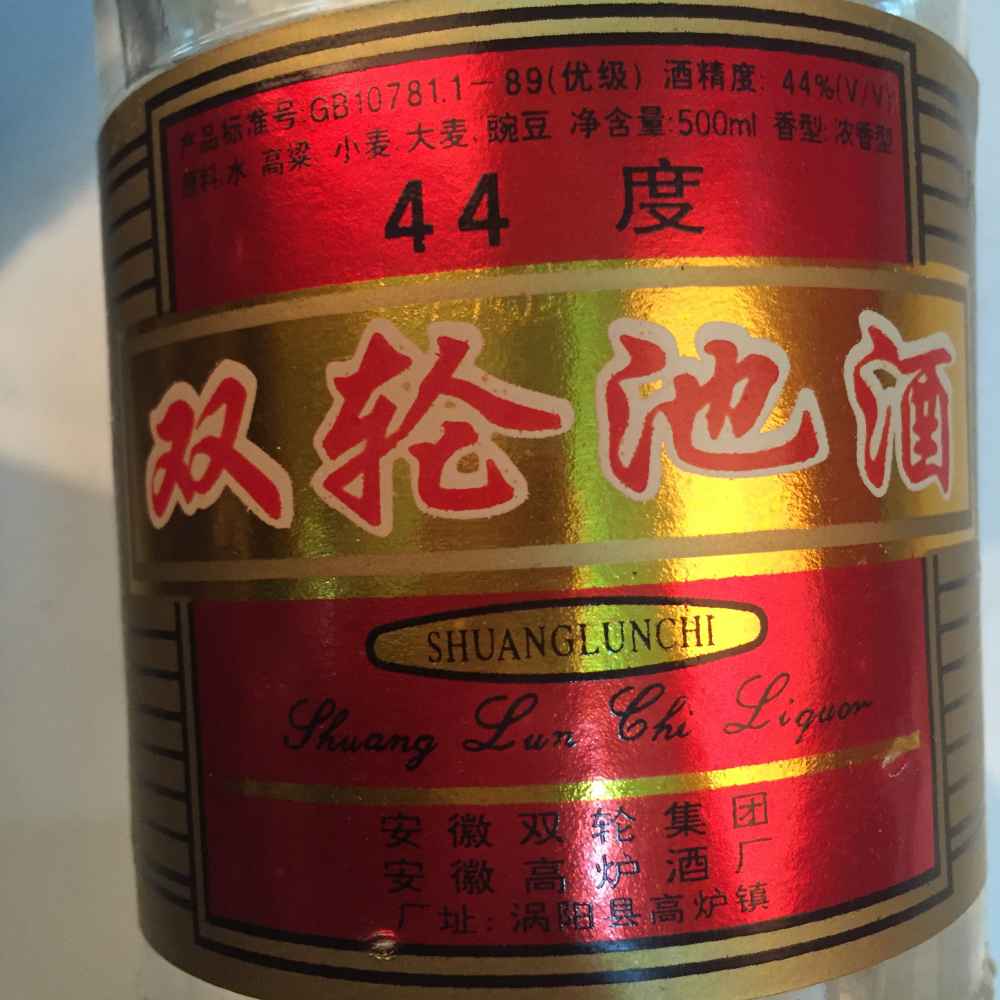 产品标准号:GB10781.1-89(优级) 酒精度: 44%(V/V)
原料:水 高粱 小麦.大麦.豌豆 净含量:500ml 香型:浓香型
44 度
双轮池酒
SHUANGLUNCHI
Shuang Lun Chi Liquor
安徽双轮集团
安徽高炉酒厂
厂址:涡阳县高炉镇